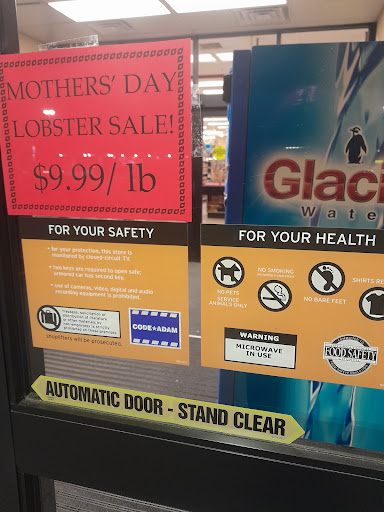 MOTHERS' DAY
LOBSTER SALE!
$9.99/ lb
Glaci
Wate
FOR YOUR SAFETY
• for your protection, this store is
monitored by closed-circuit TV.
• two keys are required to open safe;
armored car has second key.
• use of cameras, video, digital and audio
recording equipment is prohibited.
shoplifters will be prosecuted.
CODE ADAM
FOR YOUR HEALTH
NO PETS
SERVICE
ANIMALS ONLY
NO SMOKING
NO BARE FEET
SHIRTS RE
WARNING
MICROWAVE
IN USE
FOOD SAFETY
AUTOMATIC DOOR - STAND CLEAR